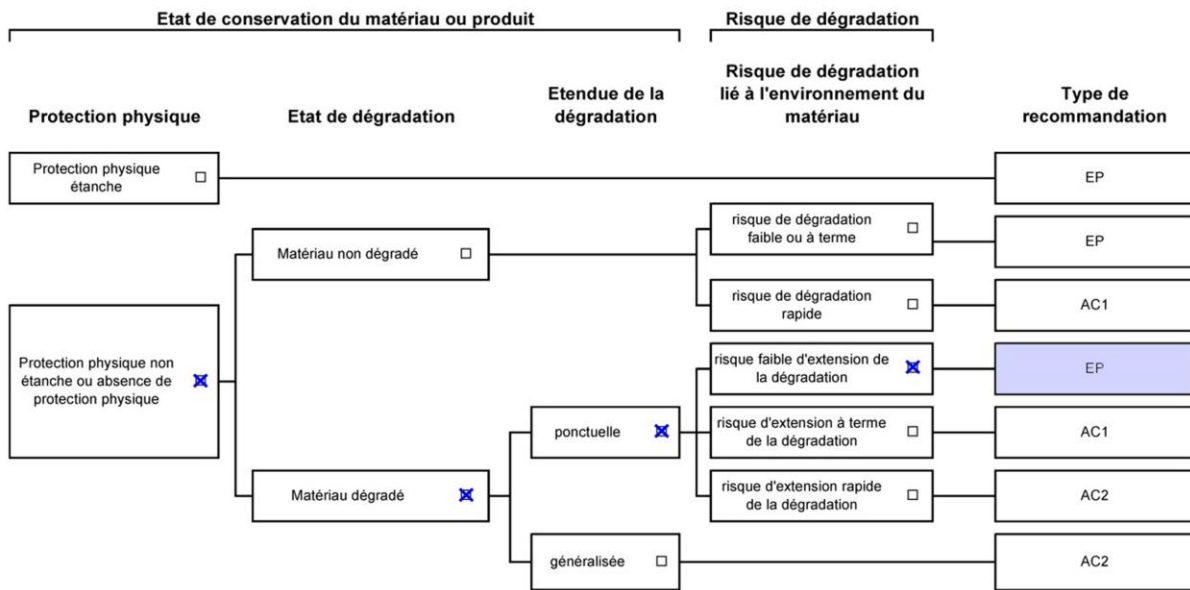 Etat de conservation du matériau ou produit
Risque de dégradation
Protection physique
Etat de dégradation
Etendue de la
dégradation
Risque de dégradation
lié à l'environnement du
matériau
Type de
recommandation
Protection physique
étanche
EP
Matériau non dégradé
risque de dégradation
faible ou à terme
EP
risque de dégradation
rapide
AC1
Protection physique non
étanche ou absence de
protection physique
risque faible d'extension de
la dégradation
EP
ponctuelle
risque d'extension à terme
de la dégradation
AC1
Matériau dégradé
risque d'extension rapide
de la dégradation
AC2
généralisée
AC2